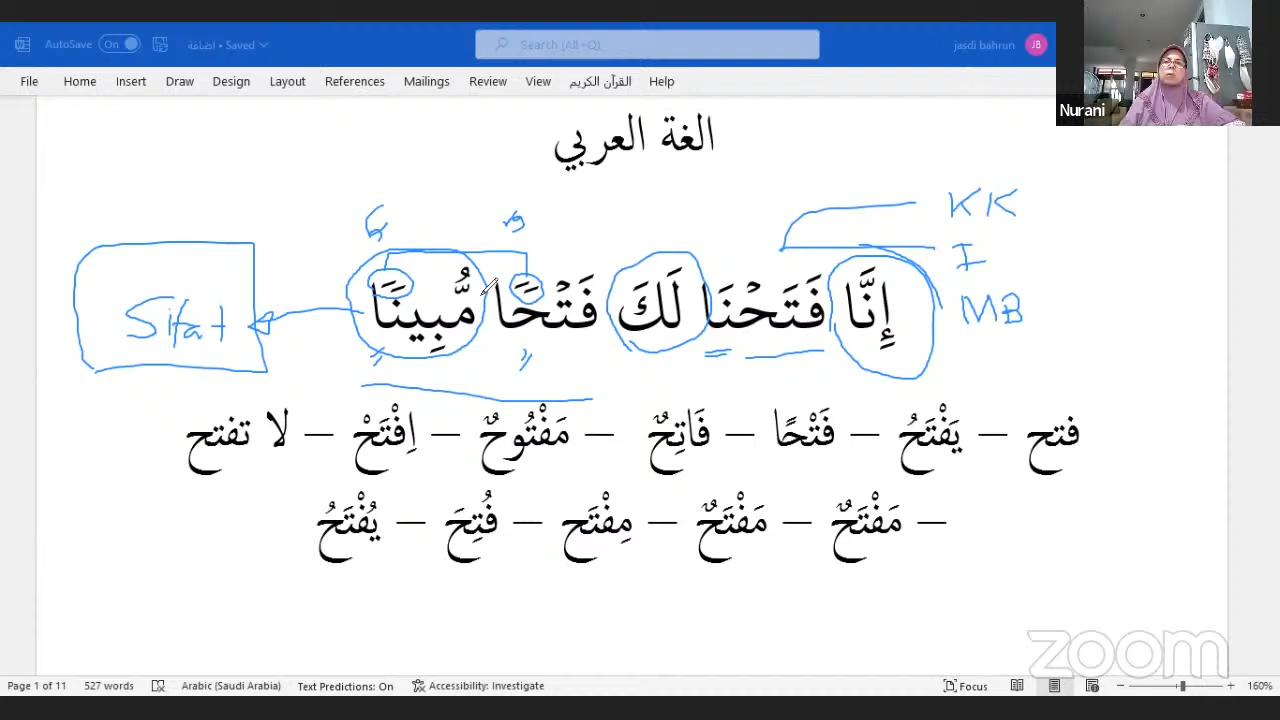 AutoSave On اضافة • Saved Search (Alt+Q) jasdi bahrun JB
File Home Insert Draw Design Layout References Mailings Review View القرآن الكريم Help
Nurani
الغة العربي
KK
I
MB
Sifat
إِنَّا فَتَحْنَا لَكَ فَتْحًا مُّبِينًا
فتح – يَفْتَحُ – فَتْحًا – فَاتِحٌ – مَفْتُوحٌ – اِفْتَحْ – لا تفتح
– مَفْتَحٌ – مَفْتَحٌ – مِفْتَح – فُتِحَ – يُفْتَحُ
zoom
Page 1 of 11 527 words Arabic (Saudi Arabia) Text Predictions: On Accessibility: Investigate Focus 160%